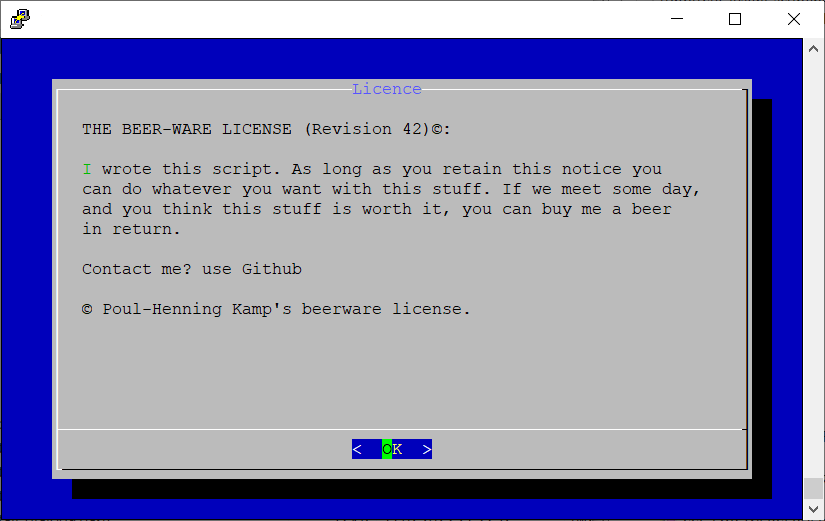 Licence
THE BEER-WARE LICENSE (Revision 42)©:
I wrote this script. As long as you retain this notice you
can do whatever you want with this stuff. If we meet some day,
and you think this stuff is worth it, you can buy me a beer
in return.
Contact me? use Github
© Poul-Henning Kamp's beerware license.
<  OK  >